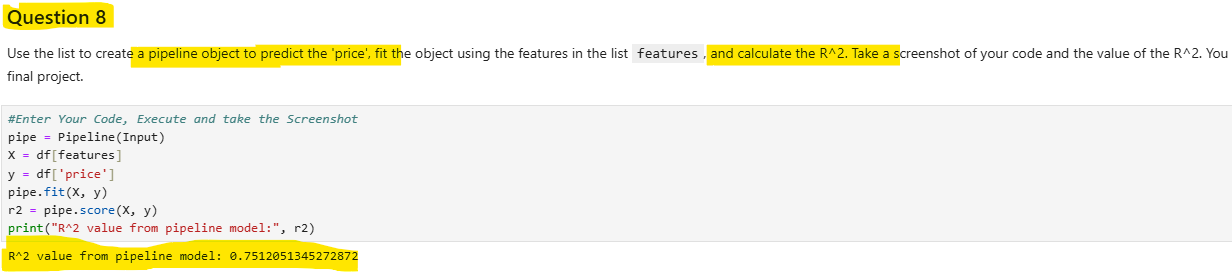 Question 8
Use the list to create a pipeline object to predict the 'price', fit the object using the features in the list features , and calculate the R^2. Take a screenshot of your code and the value of the R^2. You
final project.
#Enter Your Code, Execute and take the Screenshot
pipe = Pipeline(Input)
X = df[features]
y = df['price']
pipe.fit(X, y)
r2 = pipe.score(X, y)
print("R^2 value from pipeline model:", r2)
R^2 value from pipeline model: 0.7512051345272872